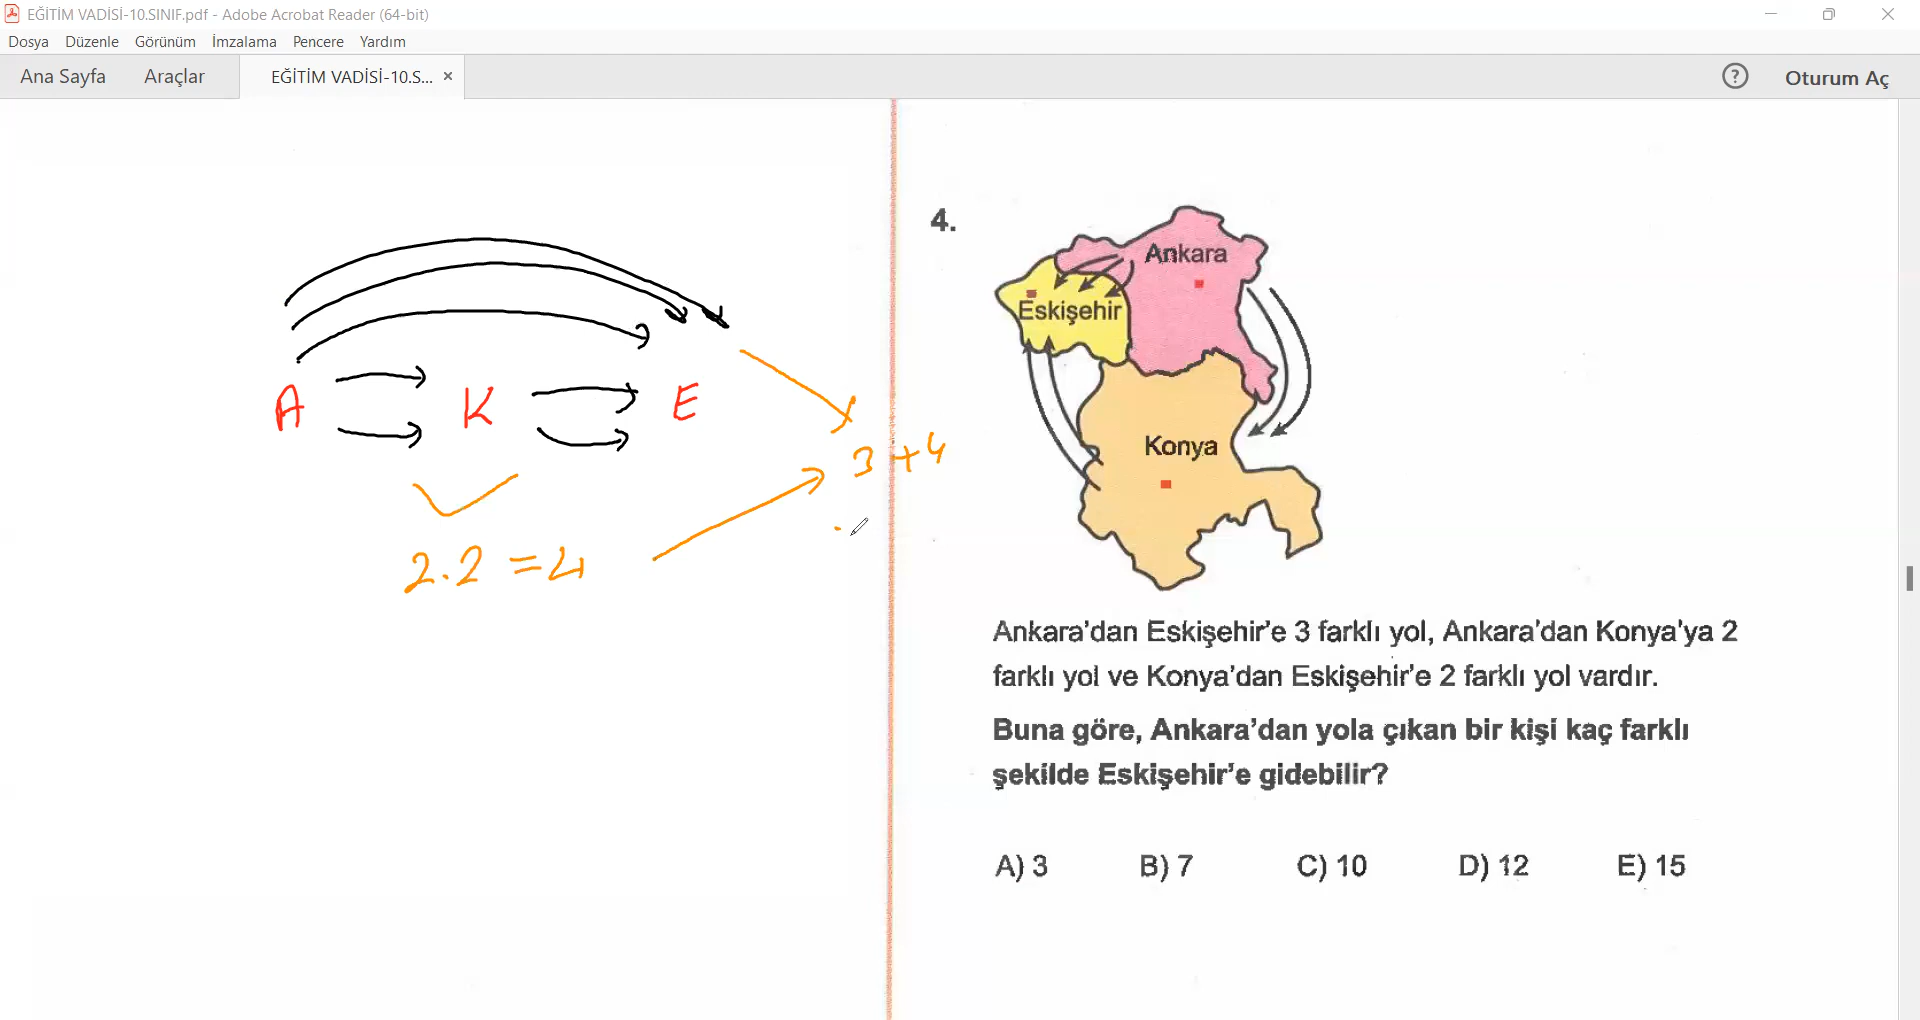 EĞİTİM VADİSİ-10.SINIF.pdf - Adobe Acrobat Reader (64-bit)
Dosya Düzenle Görünüm İmzalama Pencere Yardım
Ana Sayfa Araçlar EĞİTİM VADİSİ-10.S... × ? Oturum Aç
A K E
2.2 = 4
3 + 4
4.
Ankara
Eskişehir
Konya
Ankara'dan Eskişehir'e 3 farklı yol, Ankara'dan Konya'ya 2
farklı yol ve Konya'dan Eskişehir'e 2 farklı yol vardır.
Buna göre, Ankara'dan yola çıkan bir kişi kaç farklı
şekilde Eskişehir'e gidebilir?
A) 3 B) 7 C) 10 D) 12 E) 15